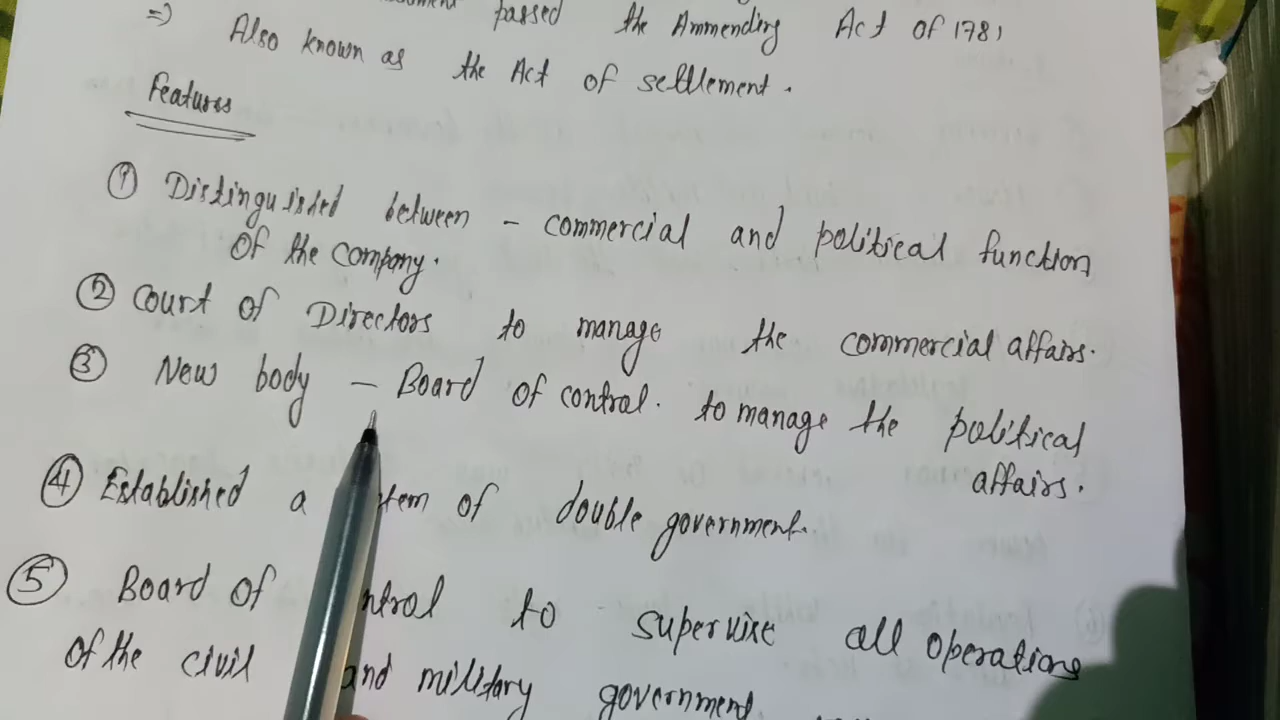 passed the Ammending Act of 1781
=> Also known as the Act of settlement.
Features
① Distinguished between - commercial and political function
of the company.
② Court of Directors to manage the commercial affairs.
③ New body — Board of control. to manage the political
affairs.
④ Established a of double government.
⑤ Board of to supervise all operations
of the civil and military government